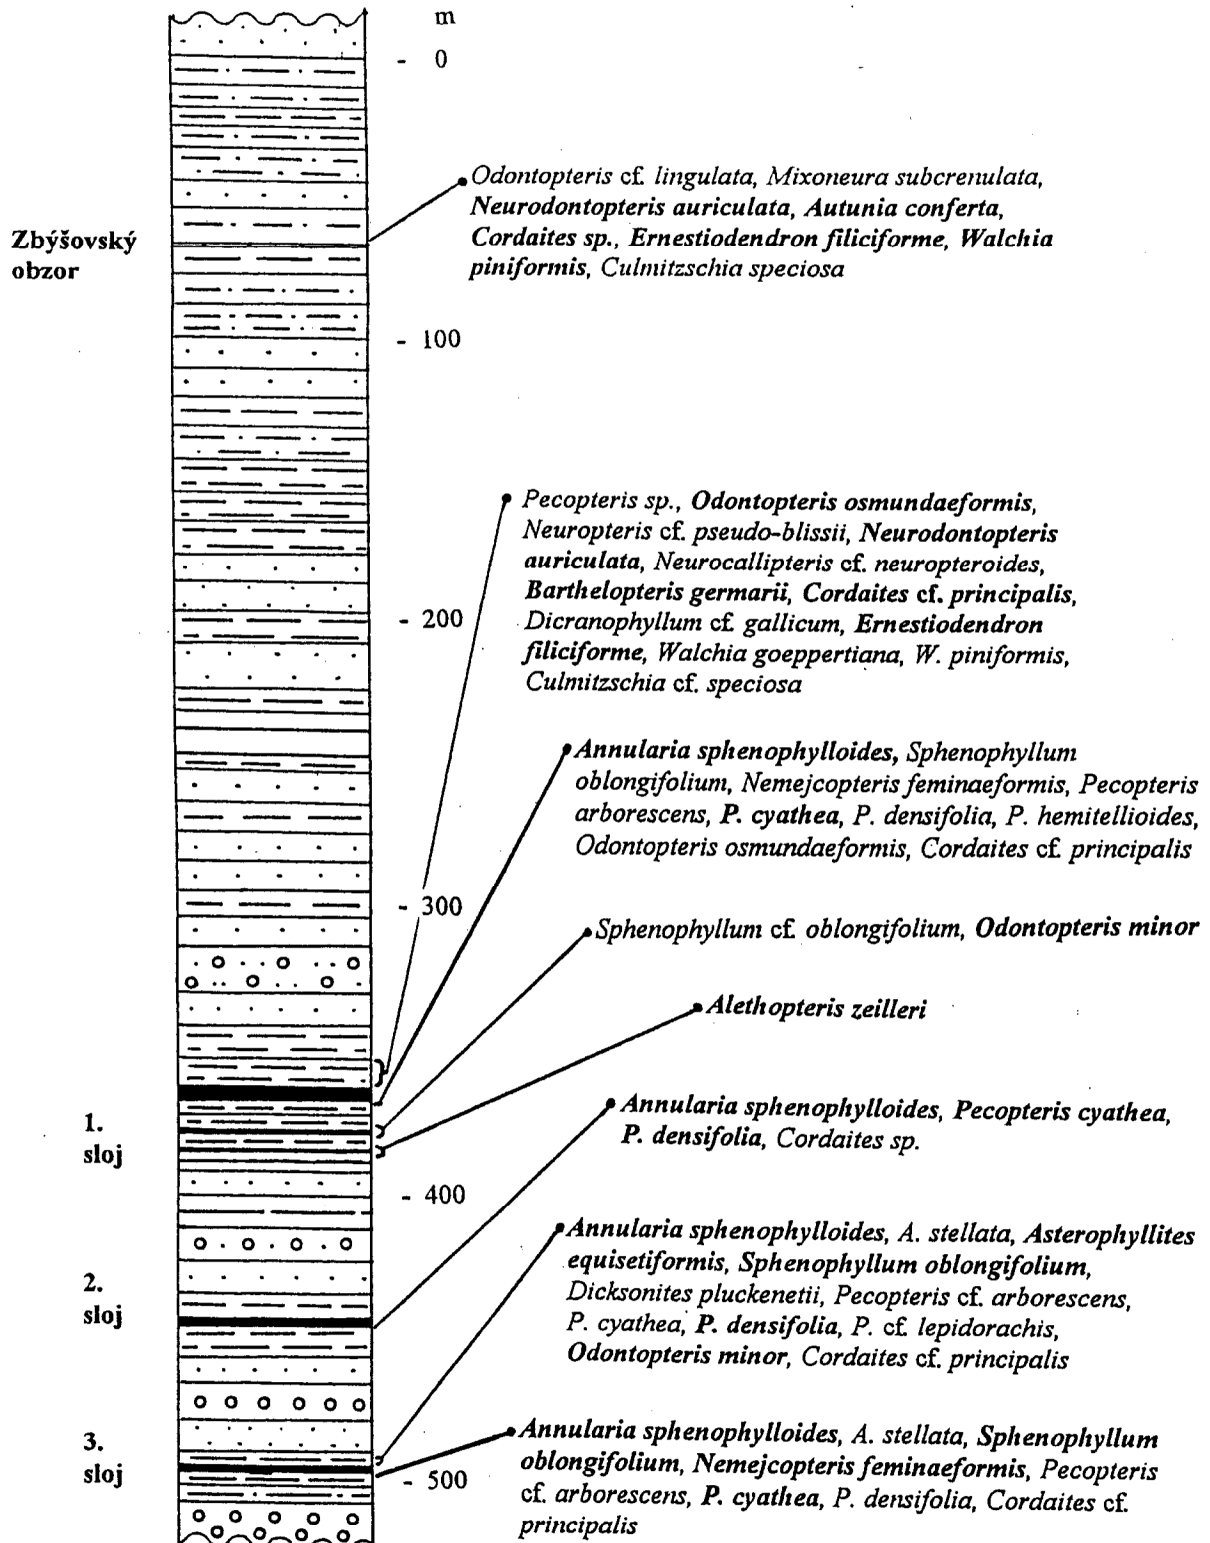 m
- 0
Odontopteris cf. lingulata, Mixoneura subcrenulata,
Neurodontopteris auriculata, Autunia conferta,
Cordaites sp., Ernestiodendron filiciforme, Walchia
piniformis, Culmitzschia speciosa
Zbýšovský
obzor
- 100
Pecopteris sp., Odontopteris osmundaeformis,
Neuropteris cf. pseudo-blissii, Neurodontopteris
auriculata, Neurocallipteris cf. neuropteroides,
Barthelopteris germarii, Cordaites cf. principalis,
Dicranophyllum cf. gallicum, Ernestiodendron
filiciforme, Walchia goeppertiana, W. piniformis,
Culmitzschia cf. speciosa
- 200
Annularia sphenophylloides, Sphenophyllum
oblongifolium, Nemejcopteris feminaeformis, Pecopteris
arborescens, P. cyathea, P. densifolia, P. hemitellioides,
Odontopteris osmundaeformis, Cordaites cf. principalis
- 300
Sphenophyllum cf. oblongifolium, Odontopteris minor
Alethopteris zeilleri
1.
sloj
Annularia sphenophylloides, Pecopteris cyathea,
P. densifolia, Cordaites sp.
- 400
Annularia sphenophylloides, A. stellata, Asterophyllites
equisetiformis, Sphenophyllum oblongifolium,
Dicksonites pluckenetii, Pecopteris cf. arborescens,
P. cyathea, P. densifolia, P. cf. lepidorachis,
Odontopteris minor, Cordaites cf. principalis
2.
sloj
3.
sloj
- 500
Annularia sphenophylloides, A. stellata, Sphenophyllum
oblongifolium, Nemejcopteris feminaeformis, Pecopteris
cf. arborescens, P. cyathea, P. densifolia, Cordaites cf.
principalis